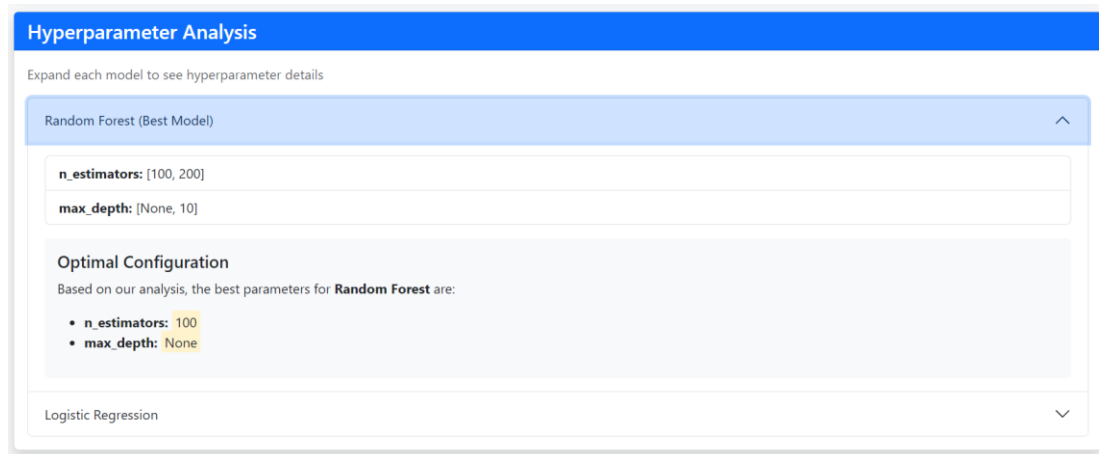 Hyperparameter Analysis
Expand each model to see hyperparameter details
Random Forest (Best Model)
n_estimators: [100, 200]
max_depth: [None, 10]
Optimal Configuration
Based on our analysis, the best parameters for Random Forest are:
• n_estimators: 100
• max_depth: None
Logistic Regression